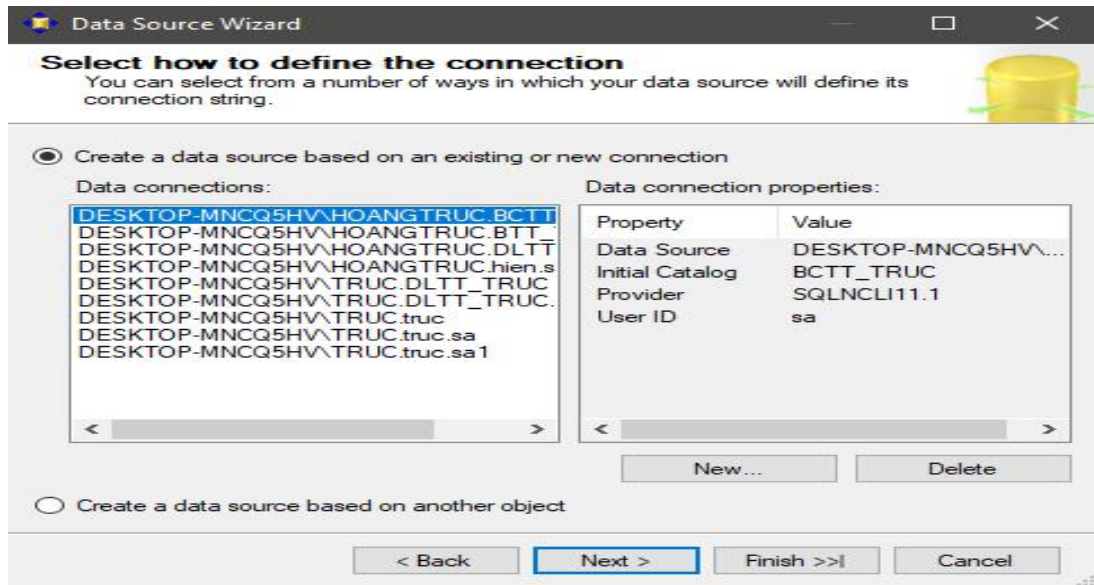 Data Source Wizard
Select how to define the connection
You can select from a number of ways in which your data source will define its
connection string.
Create a data source based on an existing or new connection
Data connections:
DESKTOP-MNCQ5HV\HOANGTRUC.BCTT
DESKTOP-MNCQ5HV\HOANGTRUC.BTT_
DESKTOP-MNCQ5HV\HOANGTRUC.DLTT
DESKTOP-MNCQ5HV\HOANGTRUC.hien.s
DESKTOP-MNCQ5HV\TRUC.DLTT_TRUC
DESKTOP-MNCQ5HV\TRUC.DLTT_TRUC.
DESKTOP-MNCQ5HV\TRUC.truc
DESKTOP-MNCQ5HV\TRUC.truc.sa
DESKTOP-MNCQ5HV\TRUC.truc.sa1
Data connection properties:
Property Value
Data Source DESKTOP-MNCQ5HV\...
Initial Catalog BCTT_TRUC
Provider SQLNCLI11.1
User ID sa
New... Delete
Create a data source based on another object
< Back Next > Finish >>| Cancel